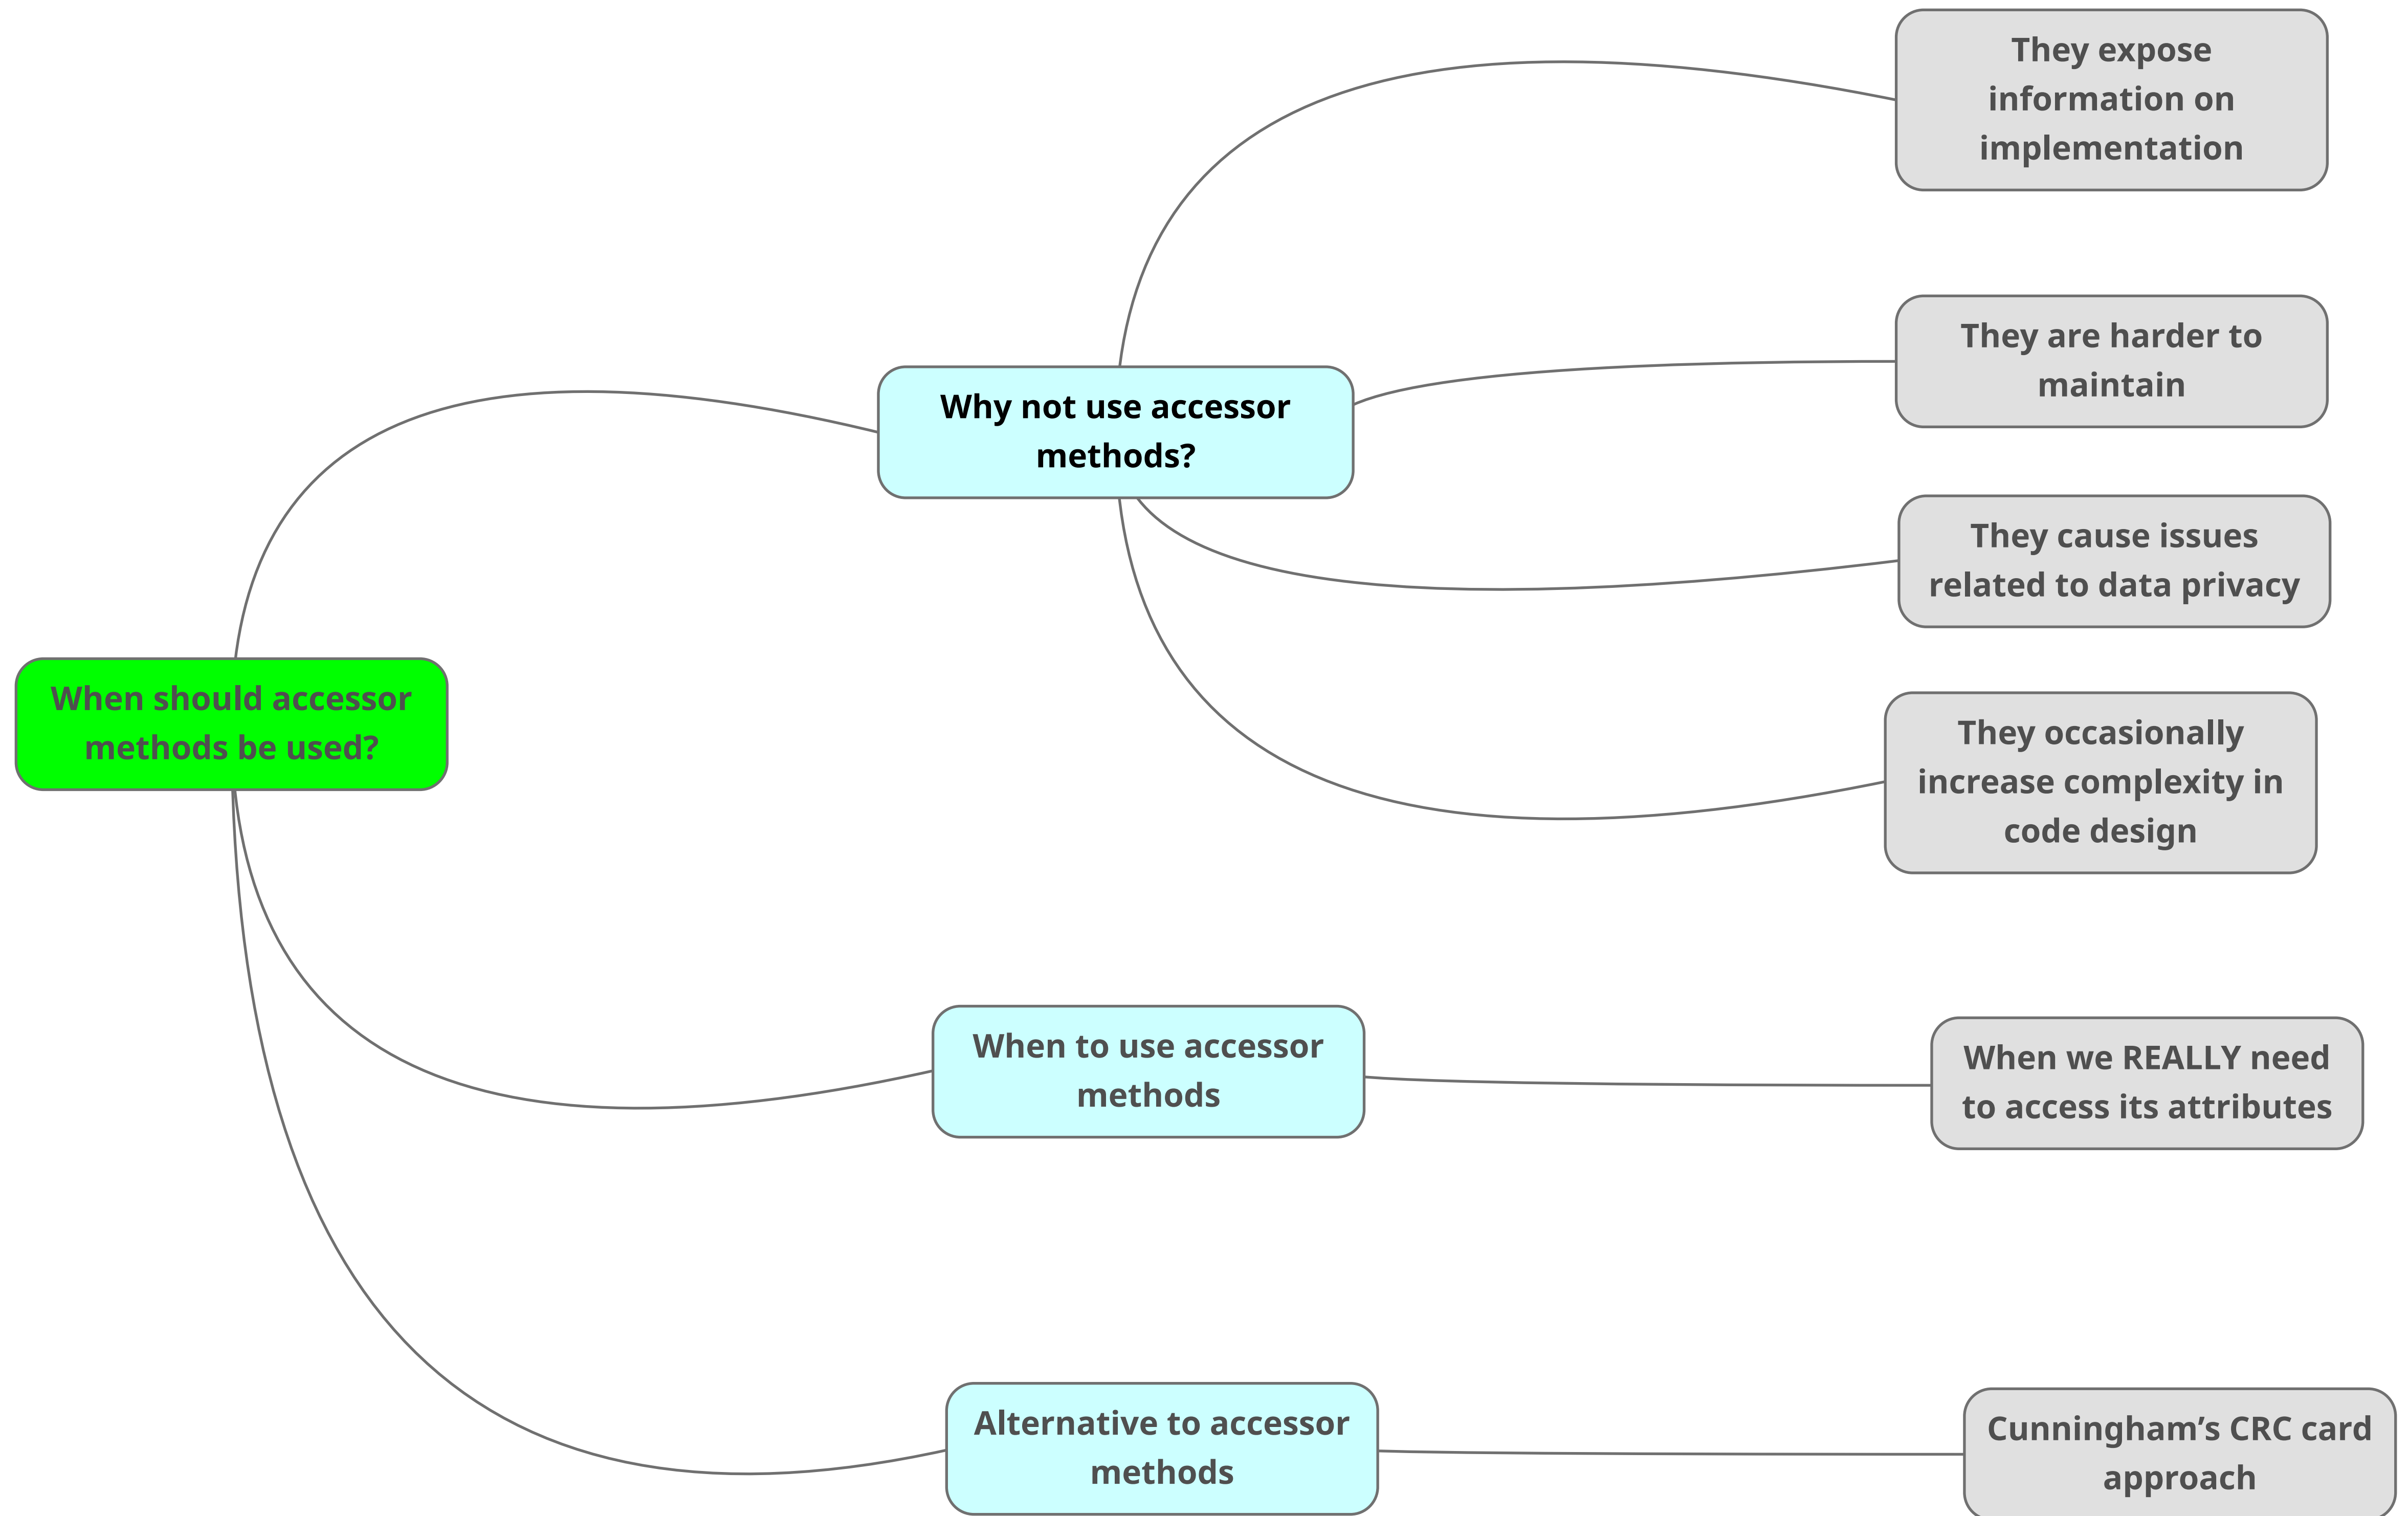 They expose
information on
implementation
They are harder to
maintain
Why not use accessor
methods?
They cause issues
related to data privacy
When should accessor
methods be used?
They occasionally
increase complexity in
code design
When to use accessor
methods
When we REALLY need
to access its attributes
Alternative to accessor
methods
Cunningham’s CRC card
approach